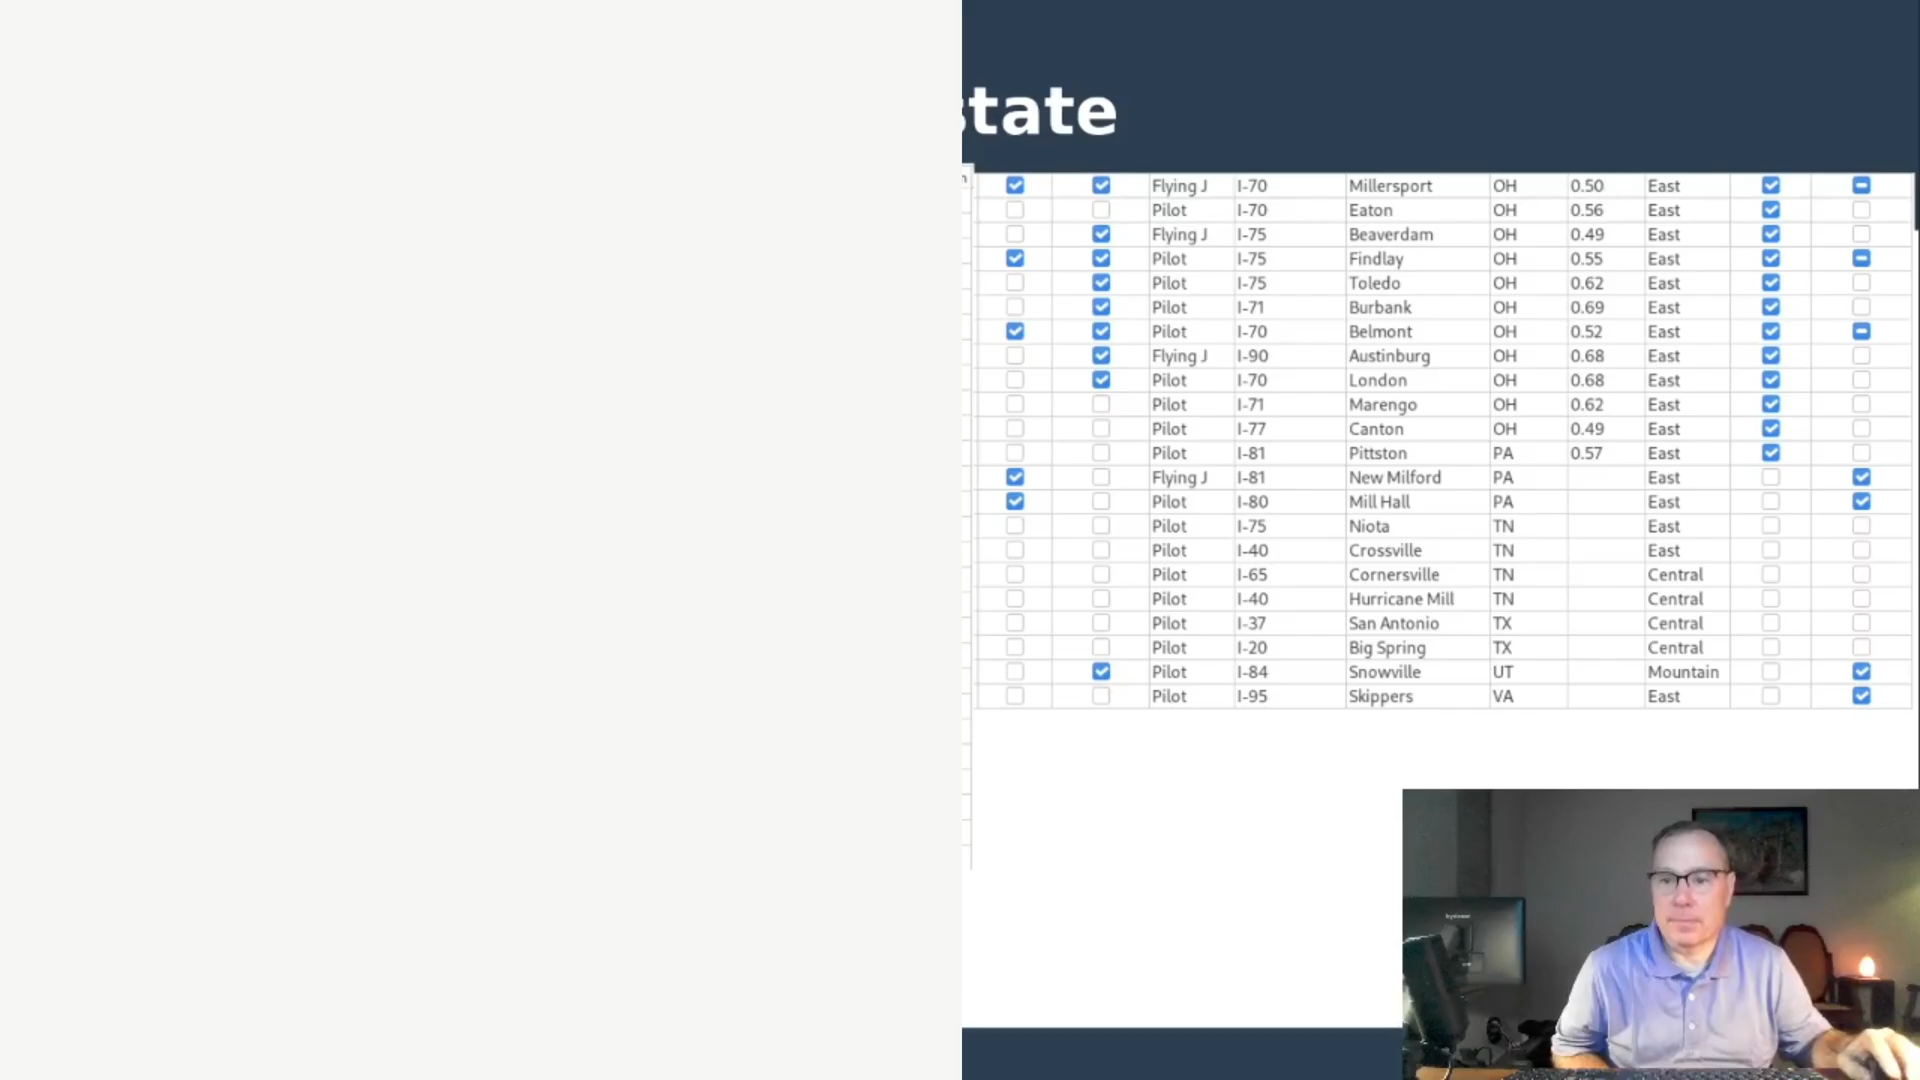 state
Flying J I-70 Millersport OH 0.50 East
Pilot I-70 Eaton OH 0.56 East
Flying J I-75 Beaverdam OH 0.49 East
Pilot I-75 Findlay OH 0.55 East
Pilot I-75 Toledo OH 0.62 East
Pilot I-71 Burbank OH 0.69 East
Pilot I-70 Belmont OH 0.52 East
Flying J I-90 Austinburg OH 0.68 East
Pilot I-70 London OH 0.68 East
Pilot I-71 Marengo OH 0.62 East
Pilot I-77 Canton OH 0.49 East
Pilot I-81 Pittston PA 0.57 East
Flying J I-81 New Milford PA East
Pilot I-80 Mill Hall PA East
Pilot I-75 Niota TN East
Pilot I-40 Crossville TN East
Pilot I-65 Cornersville TN Central
Pilot I-40 Hurricane Mill TN Central
Pilot I-37 San Antonio TX Central
Pilot I-20 Big Spring TX Central
Pilot I-84 Snowville UT Mountain
Pilot I-95 Skippers VA East